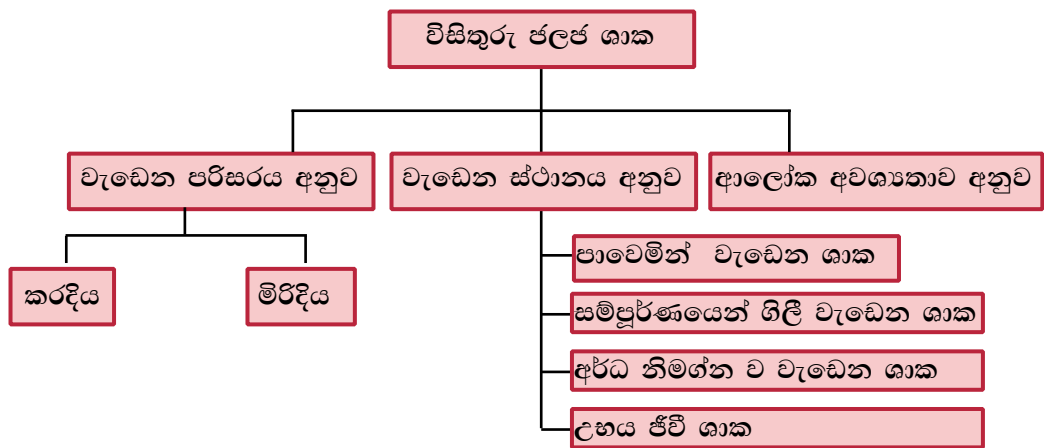 විසිතුරු ජලජ ශාක
වැඩෙන පරිසරය අනුව
වැඩෙන ස්ථානය අනුව
ආලෝක අවශ්‍යතාව අනුව
කරදිය
මිරිදිය
පාවෙමින් වැඩෙන ශාක
සම්පූර්ණයෙන් ගිලී වැඩෙන ශාක
අර්ධ නිමග්න ව වැඩෙන ශාක
උභය ජීවී ශාක